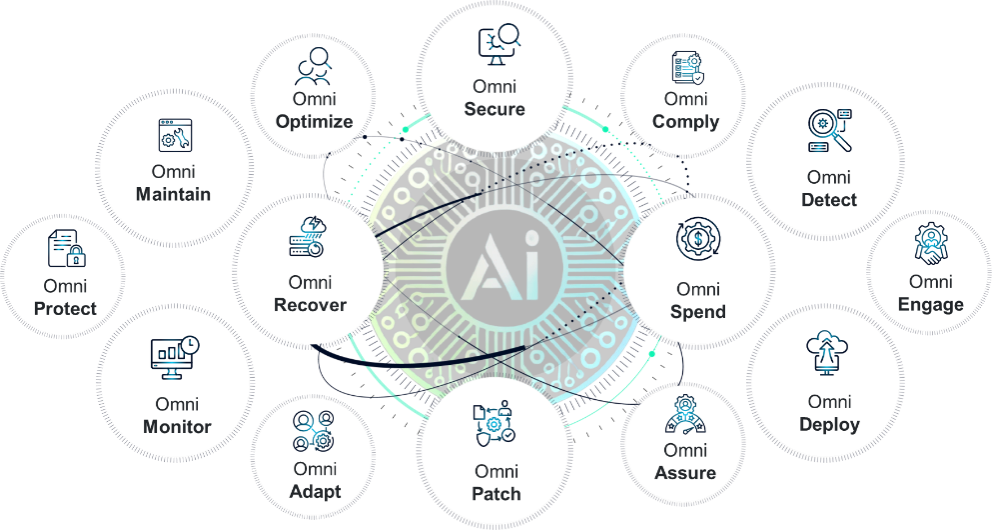 Omni
Secure
Omni
Optimize
Omni
Comply
Omni
Maintain
Omni
Detect
Omni
Protect
Omni
Recover
Ai
Omni
Spend
Omni
Engage
Omni
Monitor
Omni
Deploy
Omni
Adapt
Omni
Patch
Omni
Assure